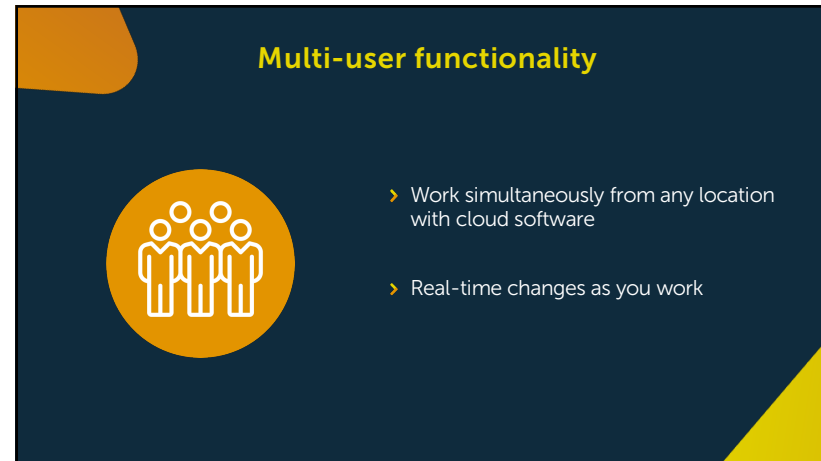 Multi-user functionality
Work simultaneously from any location
with cloud software
Real-time changes as you work